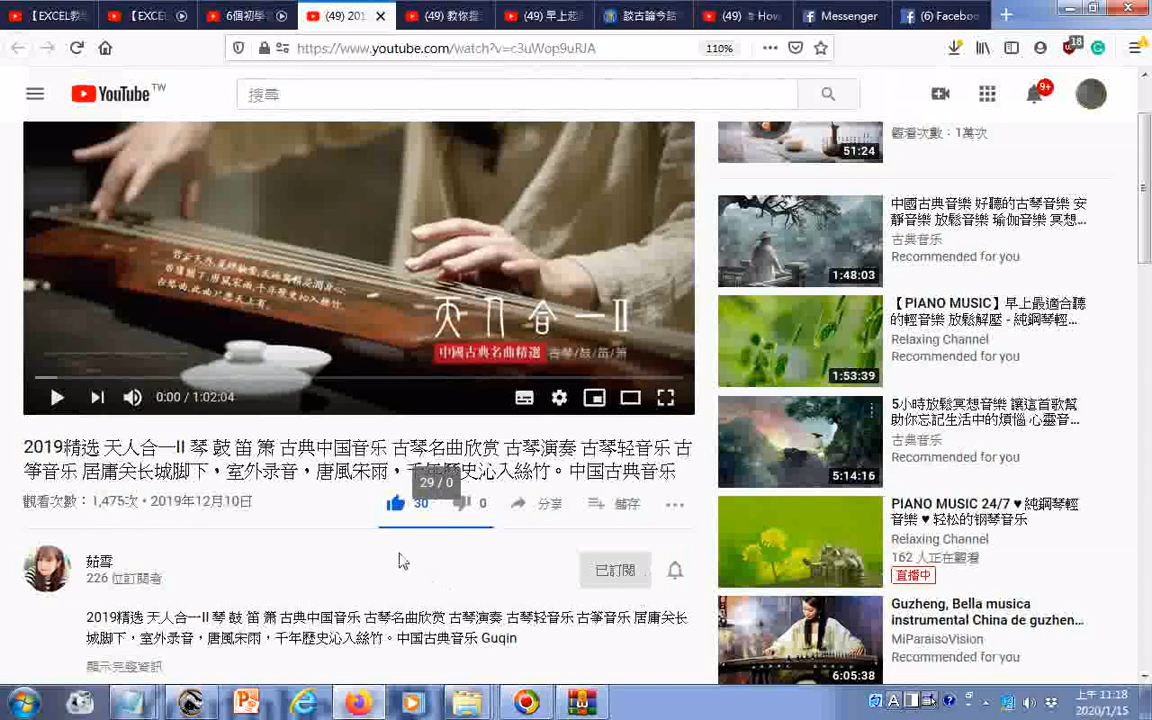 【EXCEL教
【EXCE
6個初學
(49) 201
(49) 教你提
(49) 早上起
談古論今話
(49) Hov
Messenger
(6) Faceboo
https://www.youtube.com/watch?v=c3uWop9uRJA
110%
18
YouTube TW
搜尋
9+
天人合一II
中國古典名曲精選 古琴/鼓/笛/簫
0:00 / 1:02:04
2019精选 天人合一II 琴 鼓 笛 箫 古典中国音乐 古琴名曲欣赏 古琴演奏 古琴轻音乐 古
筝音乐 居庸关长城脚下，室外录音，唐風宋雨，千年歷史沁入絲竹。中国古典音乐
29 / 0
觀看次數：1,475次 • 2019年12月10日
30
0
分享
儲存
茹雪
226 位訂閱者
已訂閱
2019精选 天人合一II 琴 鼓 笛 箫 古典中国音乐 古琴名曲欣赏 古琴演奏 古琴轻音乐 古筝音乐 居庸关长
城脚下，室外录音，唐風宋雨，千年歷史沁入絲竹。中国古典音乐 Guqin
顯示完整資訊
觀看次數：1萬次
51:24
中國古典音樂 好聽的古琴音樂 安
靜音樂 放鬆音樂 瑜伽音樂 冥想...
古典音乐
Recommended for you
1:48:03
【PIANO MUSIC】早上最適合聽
的輕音樂 放鬆解壓 - 純鋼琴輕...
Relaxing Channel
Recommended for you
1:53:39
5小時放鬆冥想音樂 讓這首歌幫
助你忘記生活中的煩惱 心靈音...
古典音乐
Recommended for you
5:14:16
PIANO MUSIC 24/7 ♥ 純鋼琴輕
音樂 ♥ 轻松的钢琴音乐
Relaxing Channel
162 人正在觀看
直播中
Guzheng, Bella musica
instrumental China de guzhen...
MiParaisoVision
Recommended for you
6:05:38
上午 11:18
2020/1/15